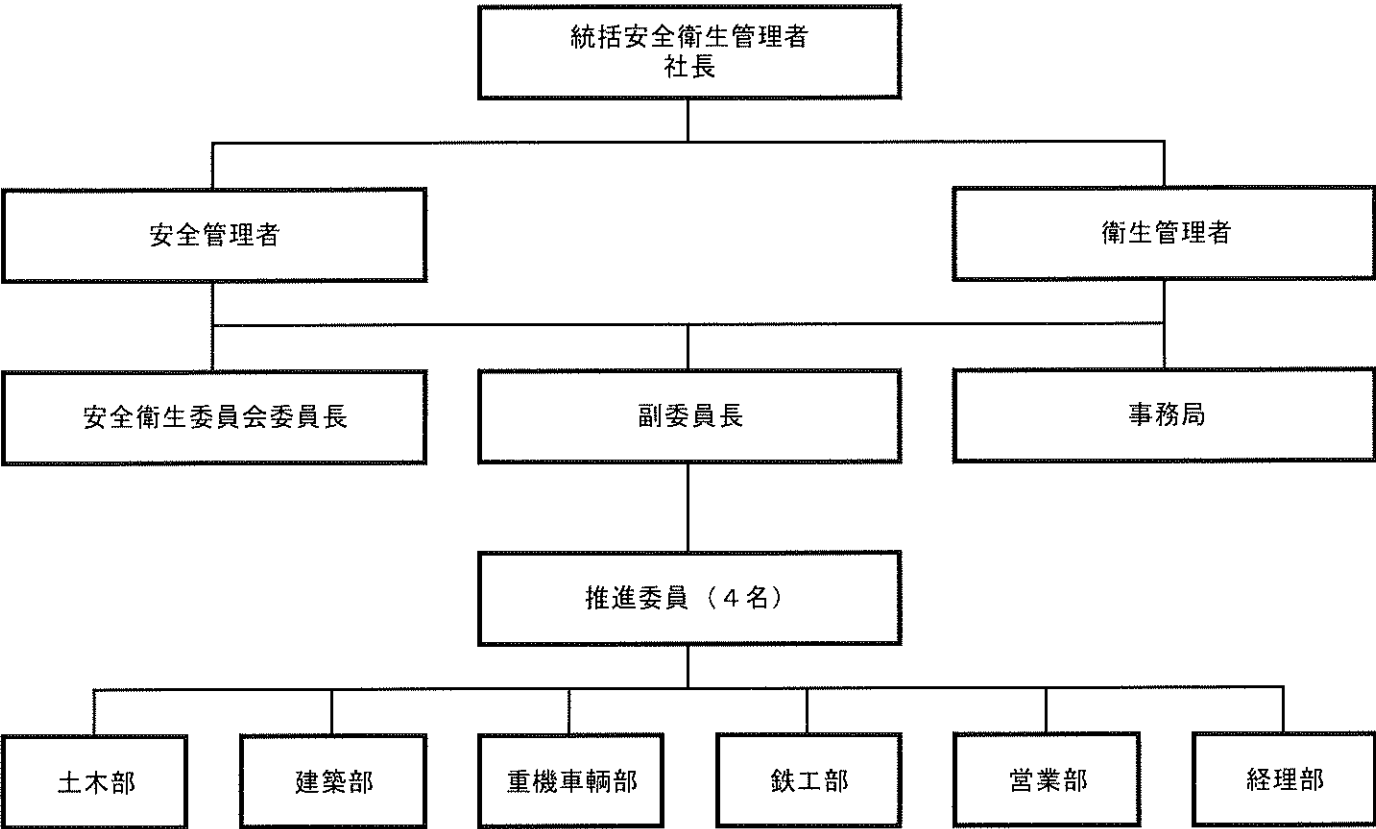 統括安全衛生管理者
社長
安全管理者
衛生管理者
安全衛生委員会委員長
副委員長
事務局
推進委員（４名）
土木部
建築部
重機車輌部
鉄工部
営業部
経理部